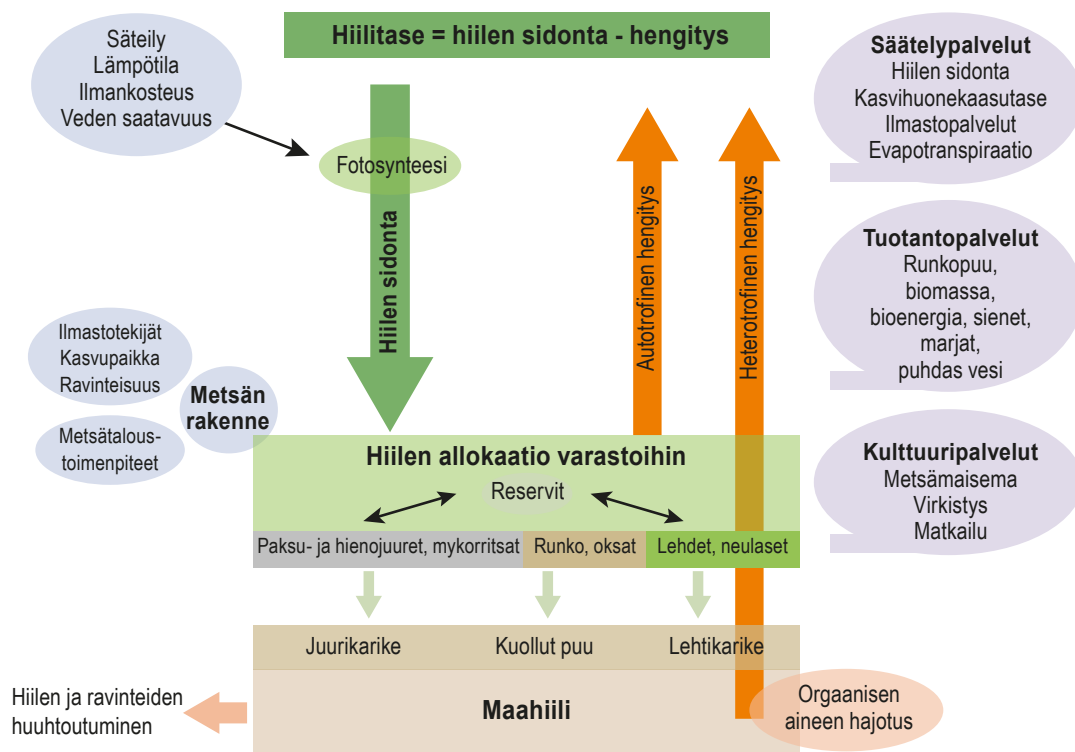 Hiilitase = hiilen sidonta - hengitys
Säteily
Lämpötila
Ilmankosteus
Veden saatavuus
Fotosynteesi
Hiilen sidonta
Autotrofinen hengitys
Heterotrofinen hengitys
Säätelypalvelut
Hiilen sidonta
Kasvihuonekaasutase
Ilmastopalvelut
Evapotranspiraatio
Tuotantopalvelut
Runkopuu,
biomassa,
bioenergia, sienet,
marjat,
puhdas vesi
Kulttuuripalvelut
Metsämaisema
Virkistys
Matkailu
Ilmastotekijät
Kasvupaikka
Ravinteisuus
Metsän
rakenne
Metsätalous-
toimenpiteet
Hiilen allokaatio varastoihin
Reservit
Paksu- ja hienojuuret, mykorritsat
Runko, oksat
Lehdet, neulaset
Juurikarike
Kuollut puu
Lehtikarike
Maahiili
Orgaanisen
aineen hajotus
Hiilen ja ravinteiden
huuhtoutuminen